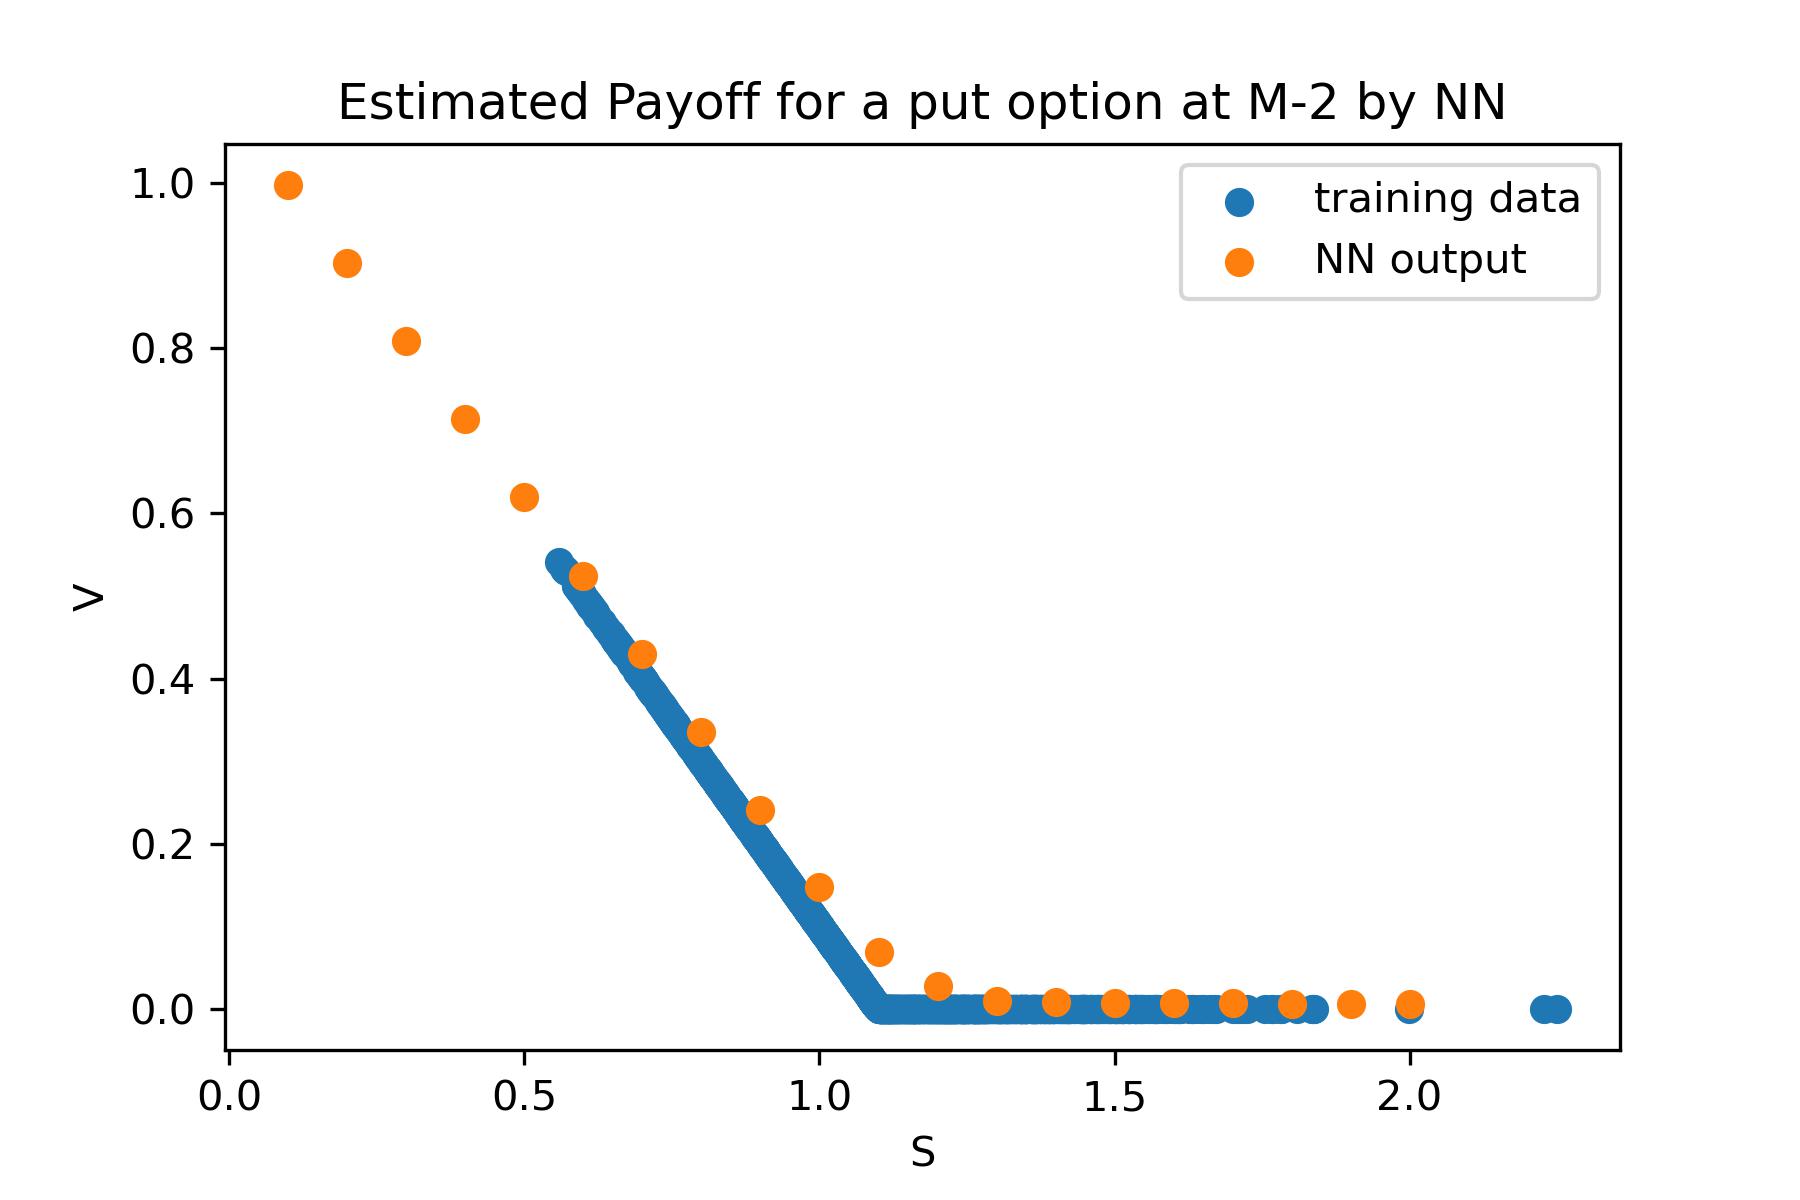 Estimated Payoff for a put option at M-2 by NN
training data
NN output
1.0
0.8
0.6
0.4
0.2
0.0
V
0.0 0.5 1.0 1.5 2.0
S